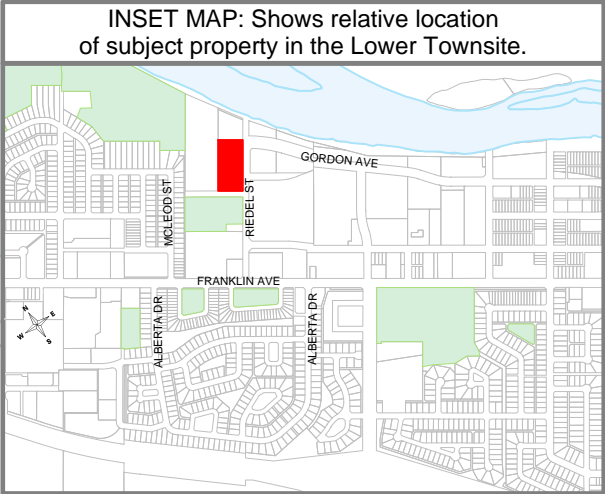 INSET MAP: Shows relative location
of subject property in the Lower Townsite.
GORDON AVE
MCLEOD ST
RIEDEL ST
FRANKLIN AVE
ALBERTA DR
ALBERTA DR
N
E
W
S